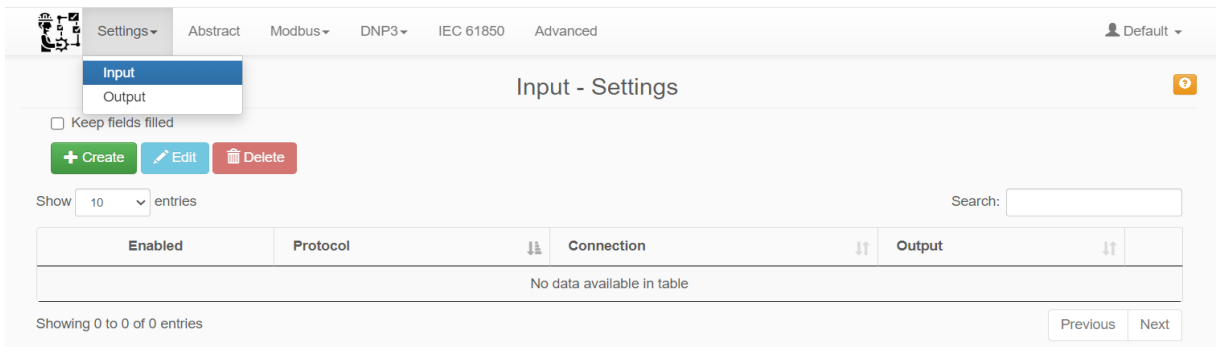 Settings Abstract Modbus DNP3 IEC 61850 Advanced Default
Input
Output
Input - Settings
Keep fields filled
Create Edit Delete
Show 10 entries Search:
Enabled Protocol Connection Output
No data available in table
Showing 0 to 0 of 0 entries Previous Next